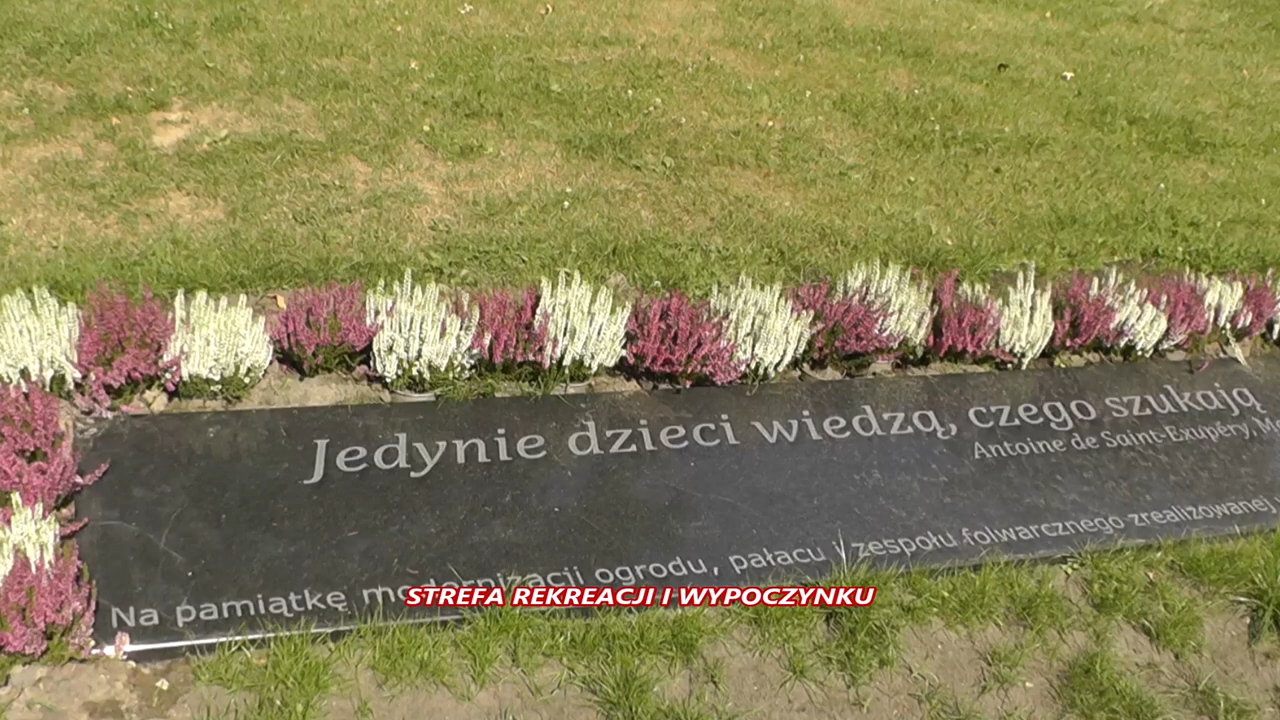 Jedynie dzieci wiedzą, czego szukają
Antoine de Saint-Exupéry,
Na pamiątkę modernizacji ogrodu, pałacu i zespołu folwarcznego zrealizowanej
STREFA REKREACJI I WYPOCZYNKU